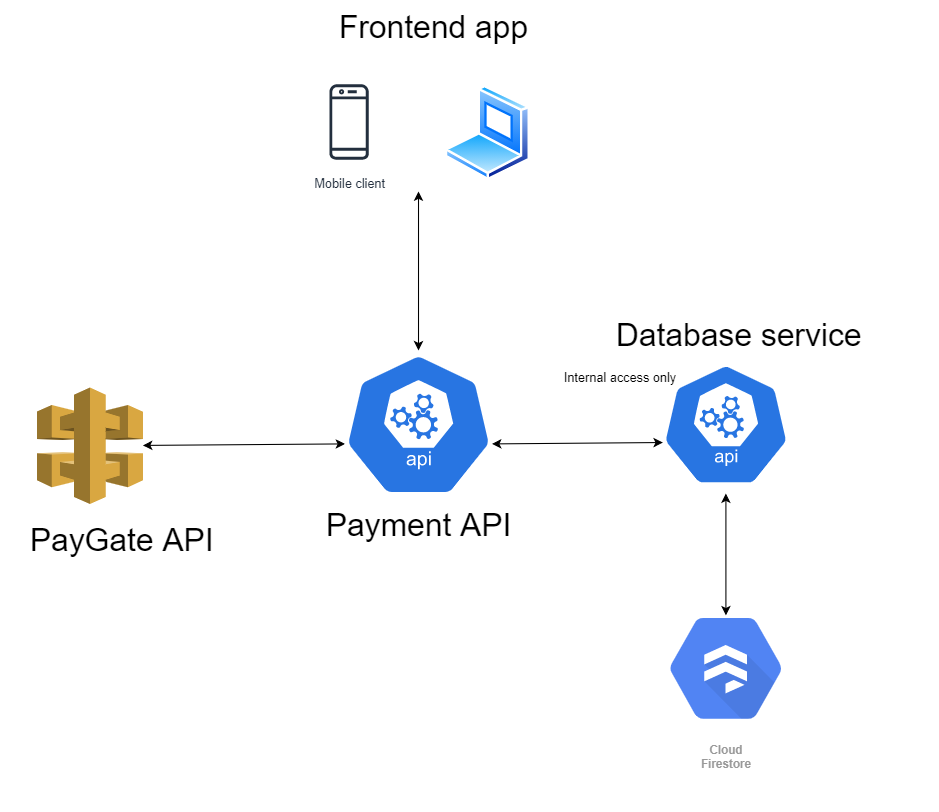 Frontend app
Mobile client
Database service
Internal access only
api
api
Payment API
PayGate API
Cloud
Firestore